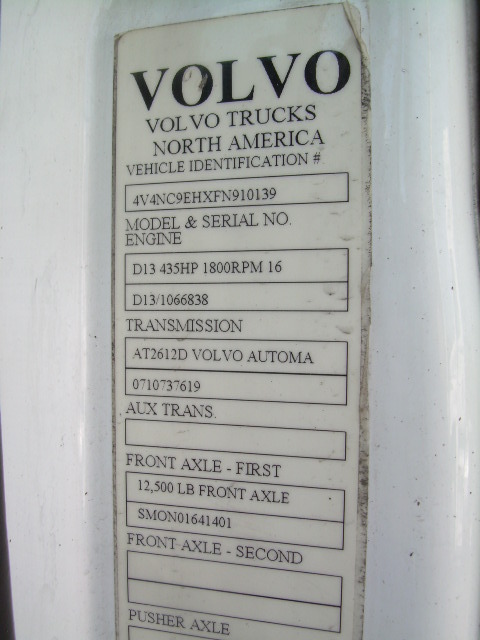 VOLVO
VOLVO TRUCKS
NORTH AMERICA
VEHICLE IDENTIFICATION #
4V4NC9EHXFN910139
MODEL & SERIAL NO.
ENGINE
D13 435HP 1800RPM 16
D13/1066838
TRANSMISSION
AT2612D VOLVO AUTOMA
0710737619
AUX TRANS.
FRONT AXLE - FIRST
12,500 LB FRONT AXLE
SMON01641401
FRONT AXLE - SECOND
PUSHER AXLE